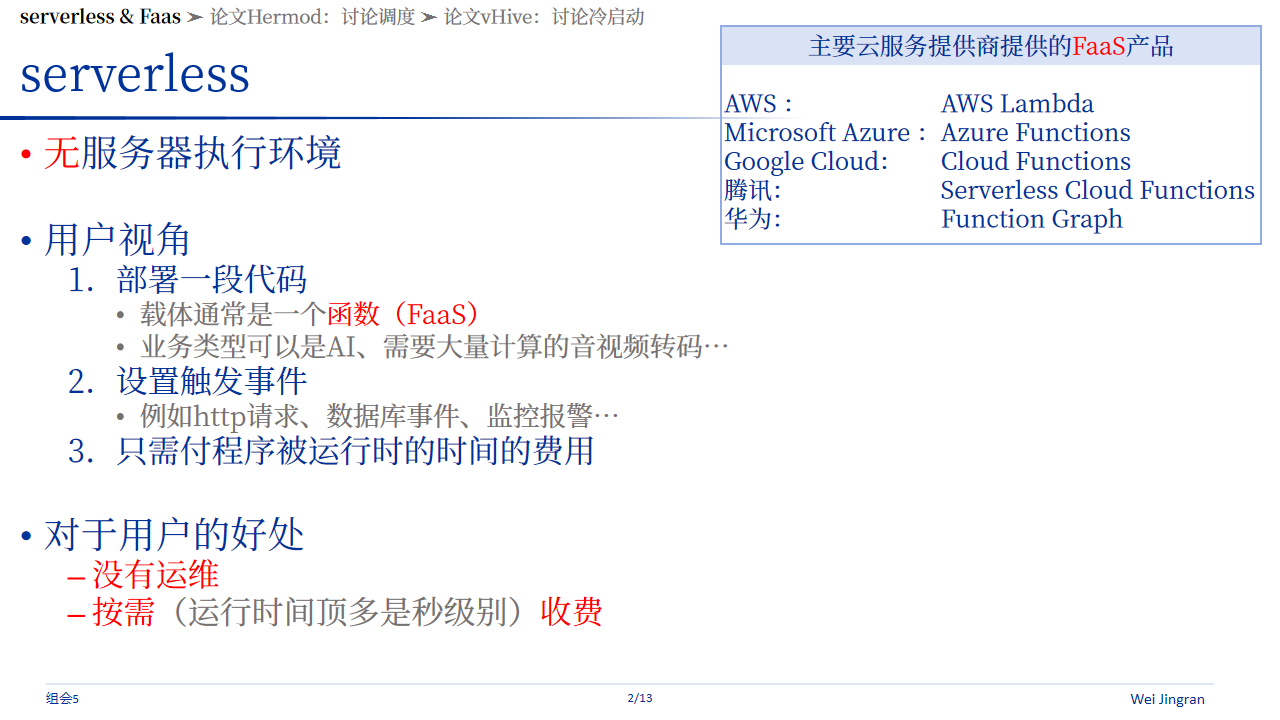 serverless & Faas ➢ 论文Hermod：讨论调度 ➢ 论文vHive：讨论冷启动
serverless
主要云服务提供商提供的FaaS产品
AWS： AWS Lambda
Microsoft Azure： Azure Functions
Google Cloud： Cloud Functions
腾讯： Serverless Cloud Functions
华为： Function Graph
• 无服务器执行环境
• 用户视角
1. 部署一段代码
• 载体通常是一个函数（FaaS）
• 业务类型可以是AI、需要大量计算的音视频转码…
2. 设置触发事件
• 例如http请求、数据库事件、监控报警…
3. 只需付程序被运行时的时间的费用
• 对于用户的好处
– 没有运维
– 按需（运行时间顶多是秒级别）收费
组会5
2/13
Wei Jingran